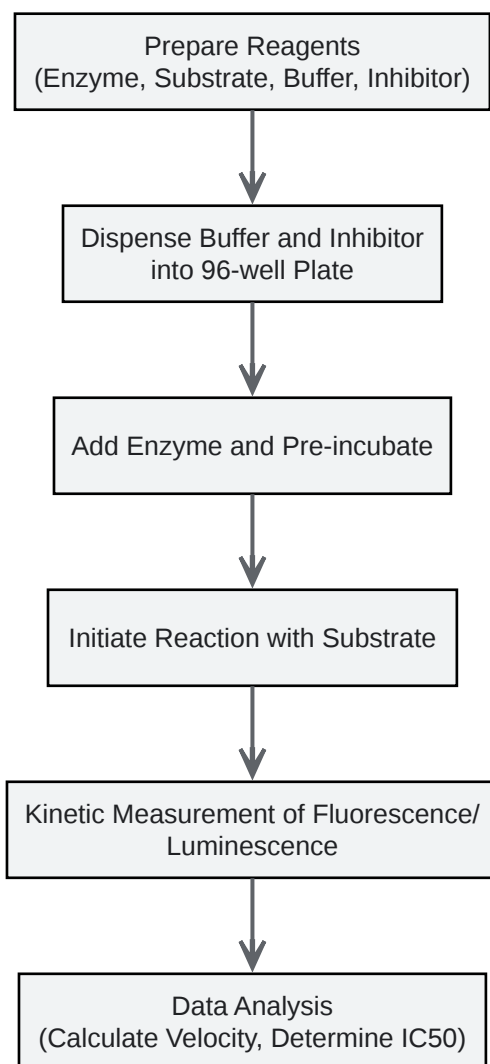 Prepare Reagents
(Enzyme, Substrate, Buffer, Inhibitor)
Dispense Buffer and Inhibitor
into 96-well Plate
Add Enzyme and Pre-incubate
Initiate Reaction with Substrate
Kinetic Measurement of Fluorescence/
Luminescence
Data Analysis
(Calculate Velocity, Determine IC50)